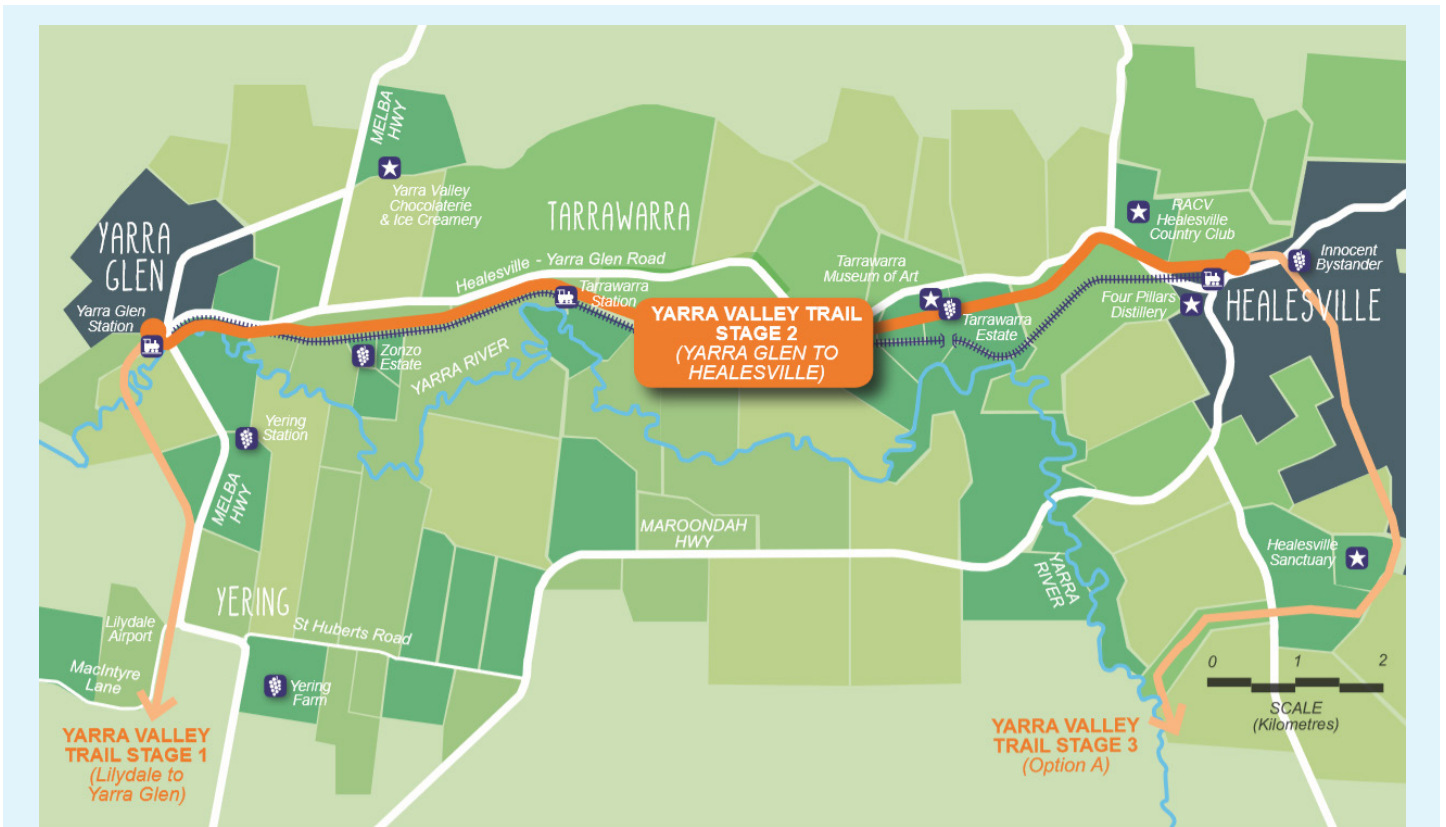 MELBA
HWY
Yarra Valley
Chocolaterie
& Ice Creamery
YARRA
GLEN
TARRAWARRA
RACV
Healesville
Country Club
Innocent
Bystander
Healesville - Yarra Glen Road
Tarrawarra
Museum of Art
Tarrawarra
Station
Yarra Glen
Station
YARRA VALLEY TRAIL
STAGE 2
(YARRA GLEN TO
HEALESVILLE)
Tarrawarra
Estate
Four Pillars
Distillery
HEALESVILLE
Zonzo
Estate
YARRA RIVER
Yering
Station
MELBA
HWY
MAROONDAH
HWY
YARRA
RIVER
Healesville
Sanctuary
YERING
St Huberts Road
Lilydale
Airport
MacIntyre
Lane
Yering
Farm
0 1 2
SCALE
(Kilometres)
YARRA VALLEY
TRAIL STAGE 1
(Lilydale to
Yarra Glen)
YARRA VALLEY
TRAIL STAGE 3
(Option A)